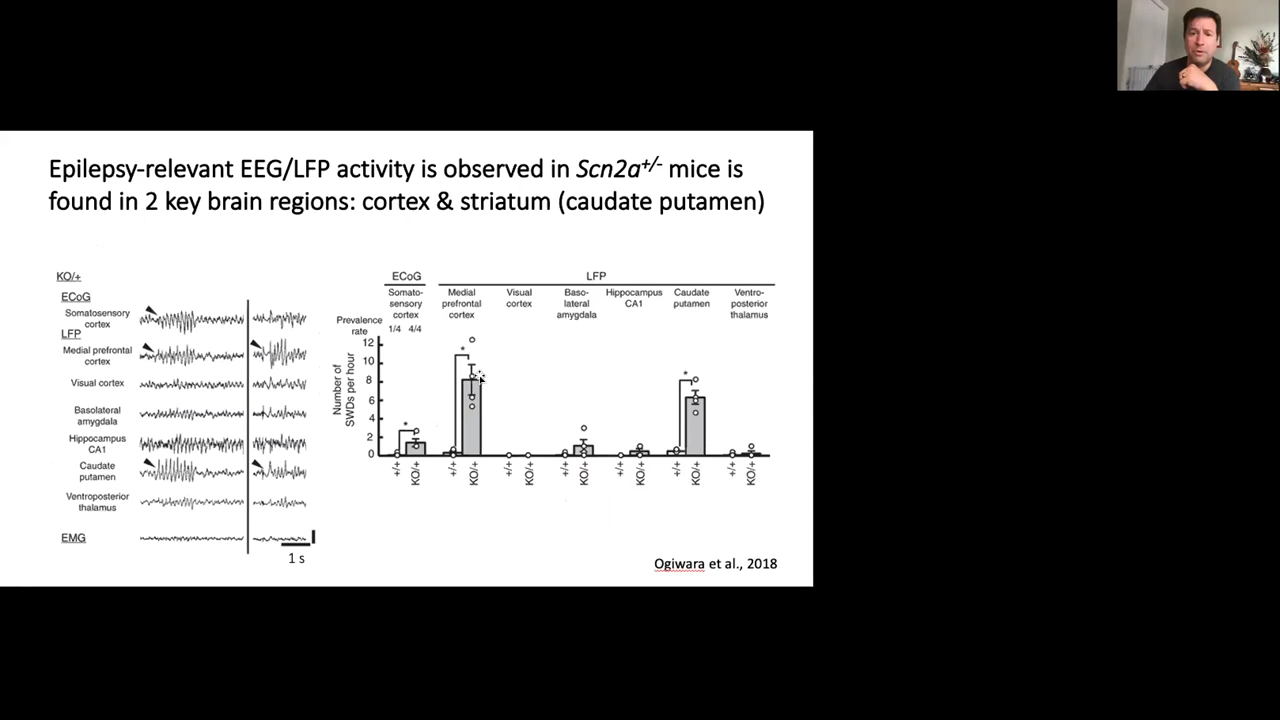 Epilepsy-relevant EEG/LFP activity is observed in Scn2a+/- mice is
found in 2 key brain regions: cortex & striatum (caudate putamen)
KO/+
ECoG
Somatosensory
cortex
LFP
Medial prefrontal
cortex
Visual cortex
Basolateral
amygdala
Hippocampus
CA1
Caudate
putamen
Ventroposterior
thalamus
EMG
1 s
ECoG
LFP
Somato-
sensory
cortex
Medial
prefrontal
cortex
Visual
cortex
Baso-
lateral
amygdala
Hippocampus
CA1
Caudate
putamen
Ventro-
posterior
thalamus
Prevalence
rate
1/4 4/4
Number of
SWDs per hour
12
10
8
6
4
2
0
*
*
*
+/+ KO/+ +/+ KO/+ +/+ KO/+ +/+ KO/+ +/+ KO/+ +/+ KO/+ +/+ KO/+
Ogiwara et al., 2018